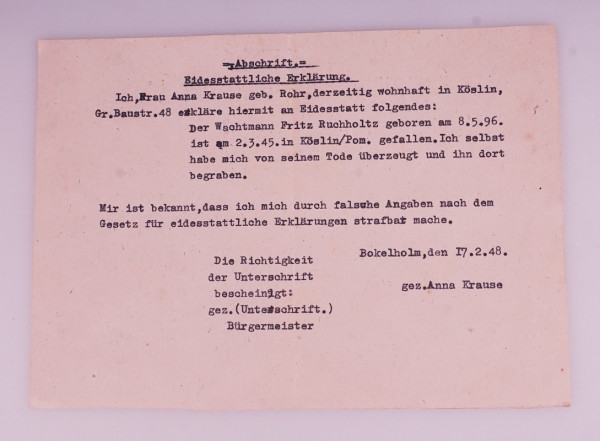 -Abschrift.-
Eidesstattliche Erklärung.
Ich,Frau Anna Krause geb. Rohr,derzeitig wohnhaft in Köslin,
Gr.Baustr.48 erkläre hiermit an Eidesstatt folgendes:
Der Wachtmann Fritz Ruchholtz geboren am 8.5.96.
ist am 2.3.45.in Köslin/Pom. gefallen.Ich selbst
habe mich von seinem Tode überzeugt und ihn dort
begraben.
Mir ist bekannt,dass ich mich durch falsche Angaben nach dem
Gesetz für eidesstattliche Erklärungen strafbar mache.
Bokelholm,den 17.2.48.
Die Richtigkeit
der Unterschrift
bescheinigt:
gez.Anna Krause
gez.(Unterschrift.)
Bürgermeister